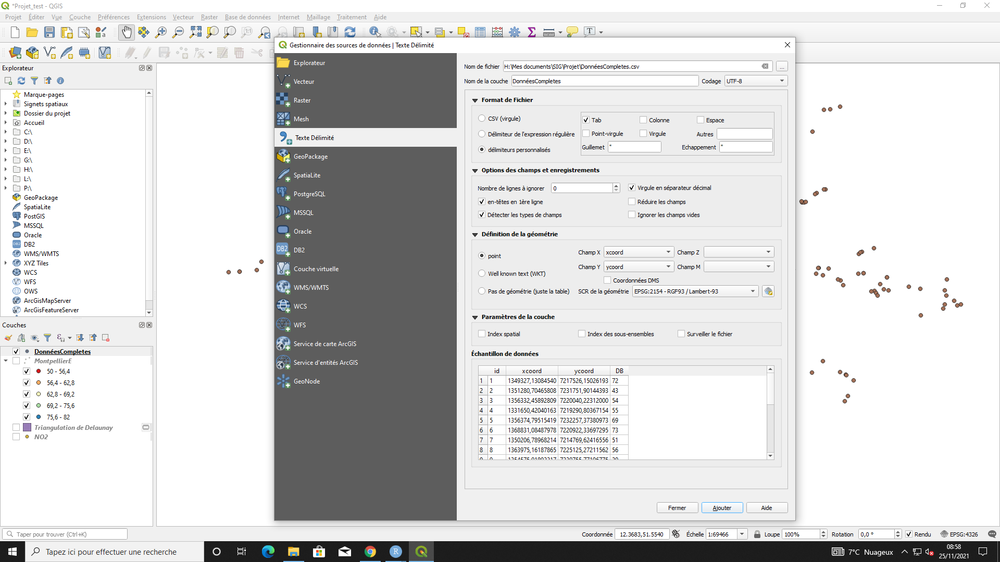 *Projet_test - QGIS
Projet Éditer Vue Couche Préférences Extensions Vecteur Raster Base de données Internet Maillage Traitement Aide
Explorateur
Marque-pages
Signets spatiaux
Dossier du projet
Accueil
C:\
D:\
E:\
G:\
H:\
L:\
P:\
GeoPackage
SpatiaLite
PostGIS
MSSQL
Oracle
DB2
WMS/WMTS
XYZ Tiles
WCS
WFS
OWS
ArcGisMapServer
ArcGisFeatureServer
Couches
DonnéesCompletes
MontpellierE
50 - 56,4
56,4 - 62,8
62,8 - 69,2
69,2 - 75,6
75,6 - 82
Triangulation de Delaunay
NO2
Gestionnaire des sources de données | Texte Délimité
Explorateur
Vecteur
Raster
Mesh
Texte Délimité
GeoPackage
SpatiaLite
PostgreSQL
MSSQL
Oracle
DB2
Couche virtuelle
WMS/WMTS
WCS
WFS
Service de carte ArcGIS
Service d'entités ArcGIS
GeoNode
Nom de fichier H:\Mes documents\SIG\Projet\DonnéesCompletes.csv ...
Nom de la couche DonnéesCompletes Codage UTF-8
Format de Fichier
CSV (virgule) Tab Colonne Espace
Délimiteur de l'expression régulière Point-virgule Virgule Autres
délimiteurs personnalisés Guillemet " Echappement "
Options des champs et enregistrements
Nombre de lignes à ignorer 0 Virgule en séparateur décimal
en-têtes en 1ère ligne Réduire les champs
Détecter les types de champs Ignorer les champs vides
Définition de la géométrie
point Champ X xcoord Champ Z
Champ Y ycoord Champ M
Well known text (WKT) Coordonnées DMS
Pas de géométrie (juste la table) SCR de la géométrie EPSG:2154 - RGF93 / Lambert-93
Paramètres de la couche
Index spatial Index des sous-ensembles Surveiller le fichier
Échantillon de données
id xcoord ycoord DB
1 1 1349327,13084540 7217526,15026193 72
2 2 1351280,70465808 7231751,90144393 43
3 3 1356332,45892809 7220040,22312000 54
4 4 1331650,42040163 7219290,80367154 55
5 5 1356374,79515419 7232257,37380973 69
6 6 1368831,08487978 7220922,33697295 73
7 7 1350206,78968214 7214769,62416556 51
8 8 1363975,16187865 7225125,27211562 56
Fermer Ajouter Aide
Taper pour trouver (Ctrl+K) Coordonnée 12.3683,51.5540 Échelle 1:69466 Loupe 100% Rotation 0,0 ° Rendu EPSG:4326
Tapez ici pour effectuer une recherche
7°C Nuageux
08:58
25/11/2021